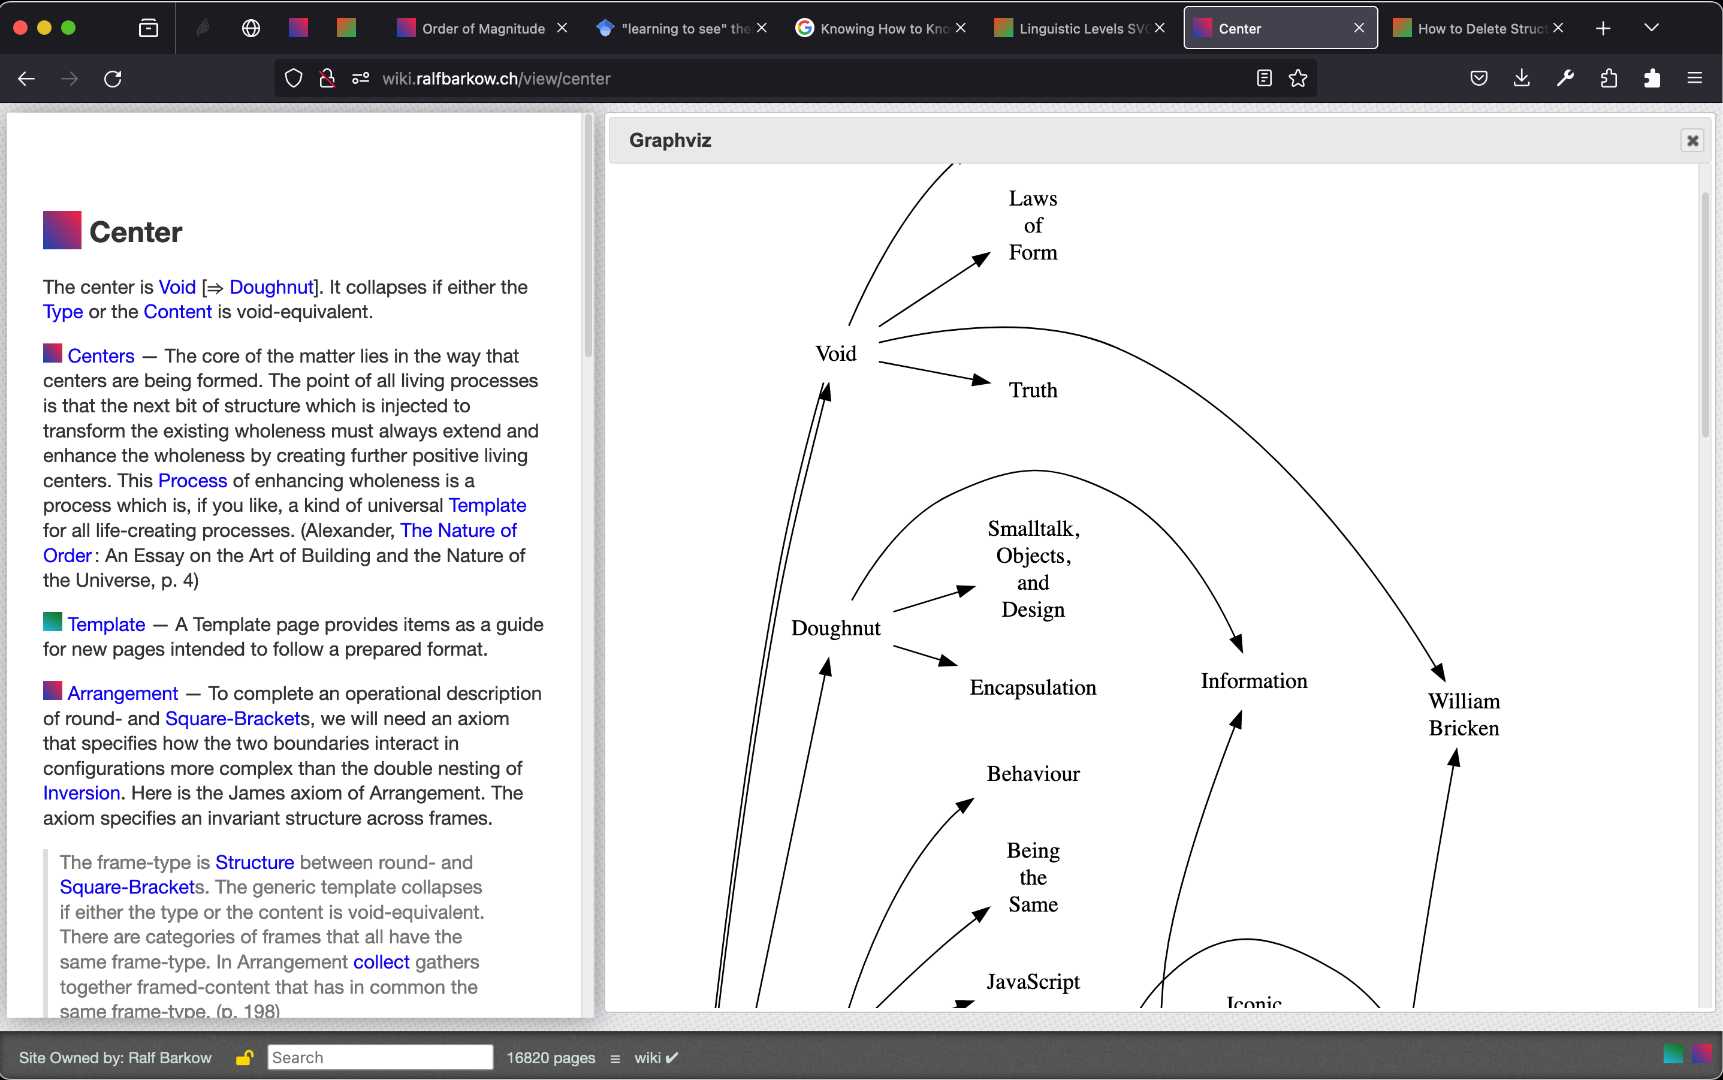 Order of Magnitude
"learning to see" the
Knowing How to Kno
Linguistic Levels SVG
Center
How to Delete Struct
wiki.ralfbarkow.ch/view/center
Center
The center is Void [⇒ Doughnut]. It collapses if either the
Type or the Content is void-equivalent.
Centers — The core of the matter lies in the way that
centers are being formed. The point of all living processes
is that the next bit of structure which is injected to
transform the existing wholeness must always extend and
enhance the wholeness by creating further positive living
centers. This Process of enhancing wholeness is a
process which is, if you like, a kind of universal Template
for all life-creating processes. (Alexander, The Nature of
Order: An Essay on the Art of Building and the Nature of
the Universe, p. 4)
Template — A Template page provides items as a guide
for new pages intended to follow a prepared format.
Arrangement — To complete an operational description
of round- and Square-Brackets, we will need an axiom
that specifies how the two boundaries interact in
configurations more complex than the double nesting of
Inversion. Here is the James axiom of Arrangement. The
axiom specifies an invariant structure across frames.
The frame-type is Structure between round- and
Square-Brackets. The generic template collapses
if either the type or the content is void-equivalent.
There are categories of frames that all have the
same frame-type. In Arrangement collect gathers
together framed-content that has in common the
same frame-type. (p. 198)
Graphviz
Laws
of
Form
Void
Truth
Smalltalk,
Objects,
and
Design
Doughnut
Encapsulation
Information
William
Bricken
Behaviour
Being
the
Same
JavaScript
Iconic
Site Owned by: Ralf Barkow
Search
16820 pages
≡
wiki ✔